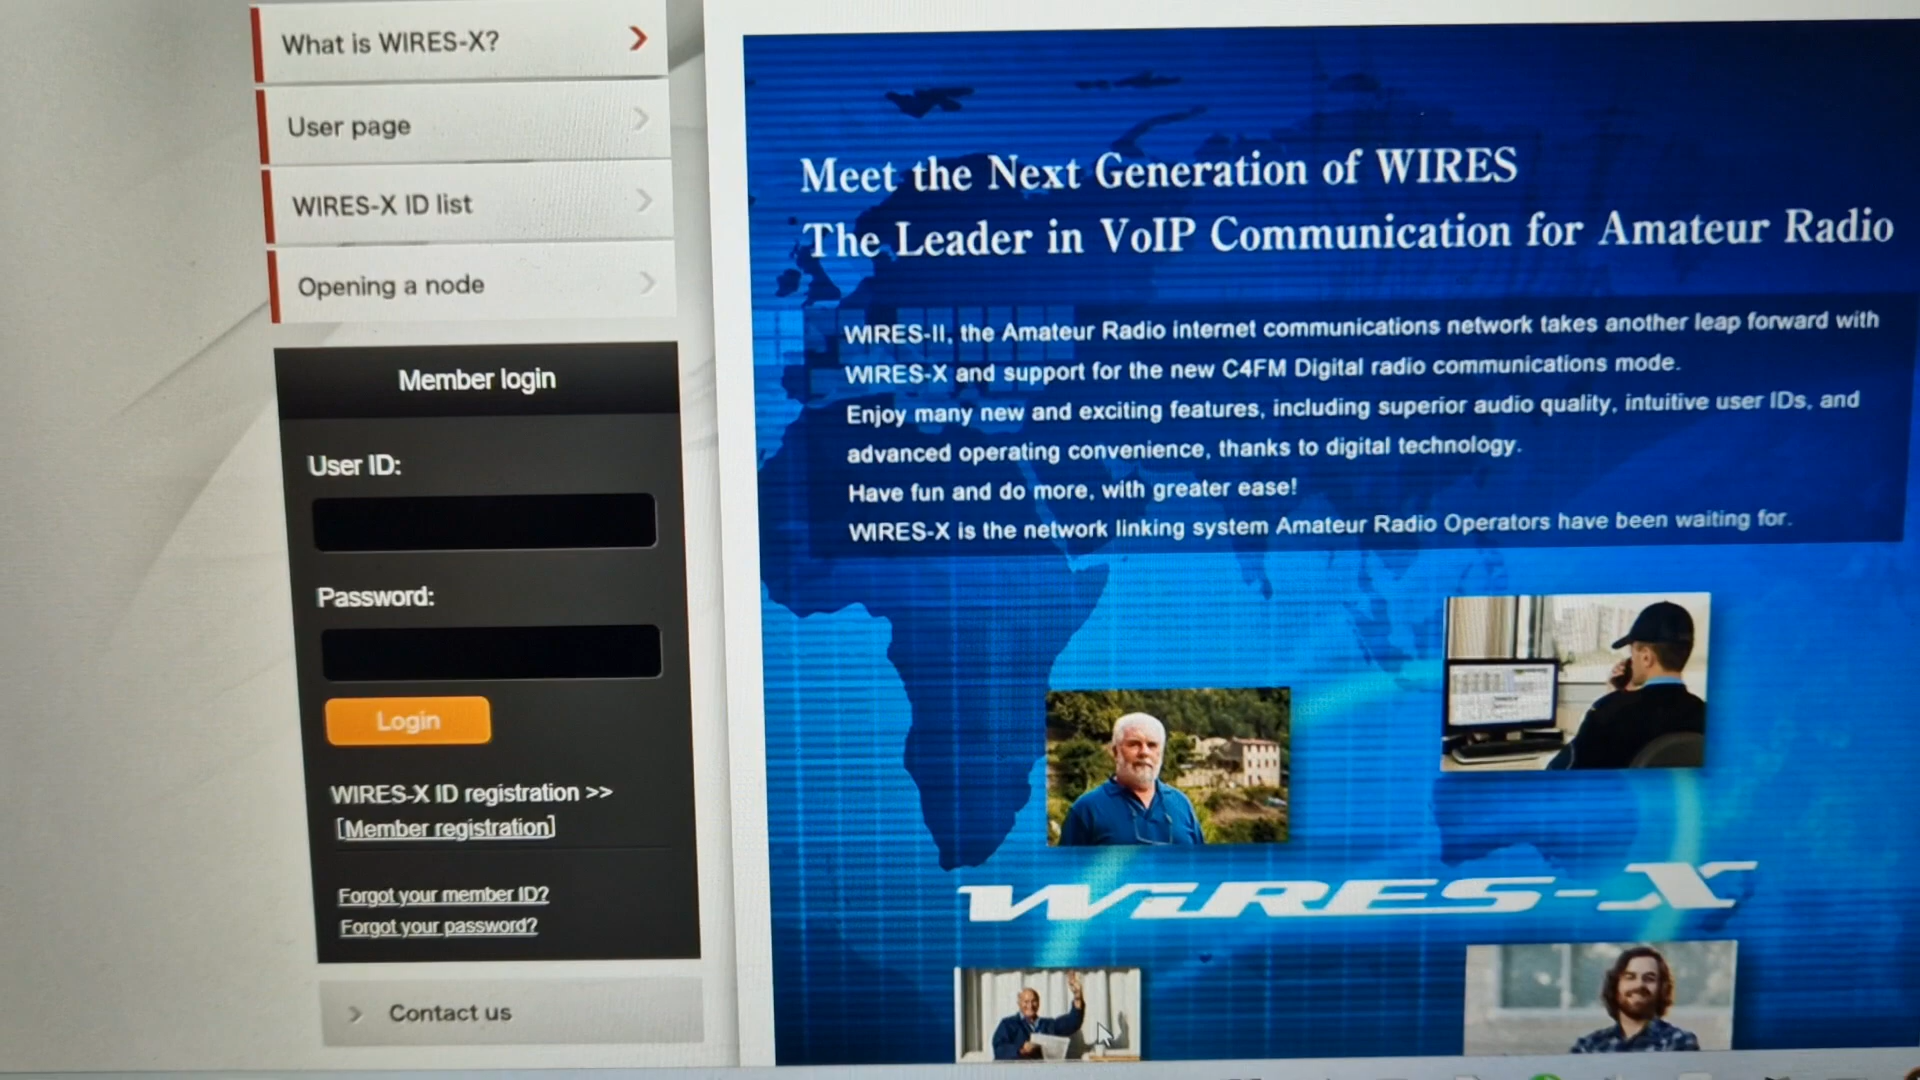 What is WIRES-X?
User page
WIRES-X ID list
Opening a node
Member login
User ID:
Password:
Login
WIRES-X ID registration >>
[Member registration]
Forgot your member ID?
Forgot your password?
Contact us
Meet the Next Generation of WIRES
The Leader in VoIP Communication for Amateur Radio
WIRES-II, the Amateur Radio internet communications network takes another leap forward with
WIRES-X and support for the new C4FM Digital radio communications mode.
Enjoy many new and exciting features, including superior audio quality, intuitive user IDs, and
advanced operating convenience, thanks to digital technology.
Have fun and do more, with greater ease!
WIRES-X is the network linking system Amateur Radio Operators have been waiting for.
WiRES-X